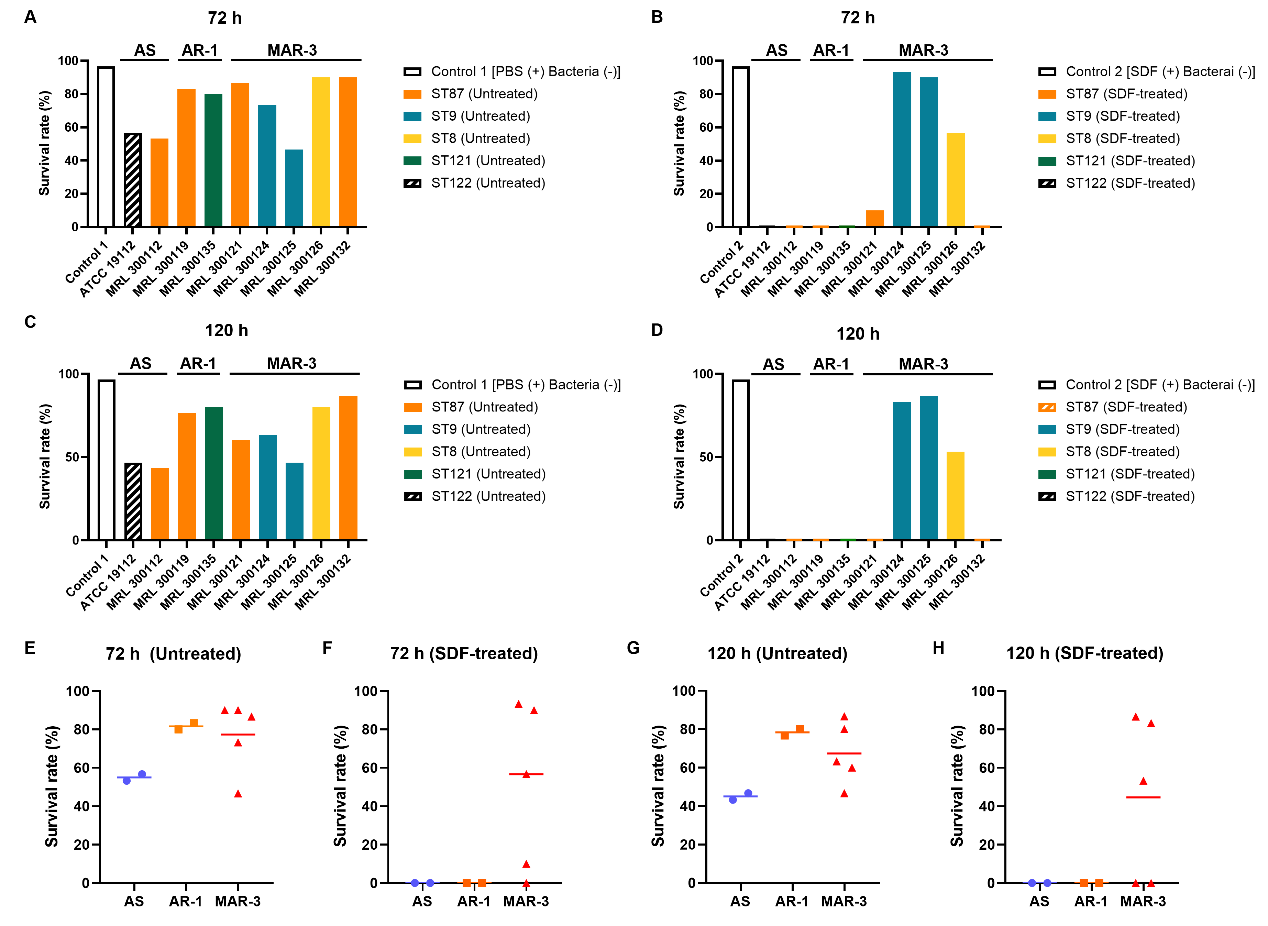 A
72 h
AS AR-1 MAR-3
Survival rate (%)
100
80
60
40
20
0
Control 1
ATCC 19112
MRL 300112
MRL 300119
MRL 300135
MRL 300121
MRL 300124
MRL 300125
MRL 300126
MRL 300132
Control 1 [PBS (+) Bacteria (-)]
ST87 (Untreated)
ST9 (Untreated)
ST8 (Untreated)
ST121 (Untreated)
ST122 (Untreated)
B
72 h
AS AR-1 MAR-3
Survival rate (%)
100
80
60
40
20
0
Control 2
ATCC 19112
MRL 300112
MRL 300119
MRL 300135
MRL 300121
MRL 300124
MRL 300125
MRL 300126
MRL 300132
Control 2 [SDF (+) Bacterai (-)]
ST87 (SDF-treated)
ST9 (SDF-treated)
ST8 (SDF-treated)
ST121 (SDF-treated)
ST122 (SDF-treated)
C
120 h
AS AR-1 MAR-3
Survival rate (%)
100
50
0
Control 1
ATCC 19112
MRL 300112
MRL 300119
MRL 300135
MRL 300121
MRL 300124
MRL 300125
MRL 300126
MRL 300132
Control 1 [PBS (+) Bacteria (-)]
ST87 (Untreated)
ST9 (Untreated)
ST8 (Untreated)
ST121 (Untreated)
ST122 (Untreated)
D
120 h
AS AR-1 MAR-3
Survival rate (%)
100
50
0
Control 2
ATCC 19112
MRL 300112
MRL 300119
MRL 300135
MRL 300121
MRL 300124
MRL 300125
MRL 300126
MRL 300132
Control 2 [SDF (+) Bacterai (-)]
ST87 (SDF-treated)
ST9 (SDF-treated)
ST8 (SDF-treated)
ST121 (SDF-treated)
ST122 (SDF-treated)
E
72 h (Untreated)
Survival rate (%)
100
80
60
40
20
0
AS AR-1 MAR-3
F
72 h (SDF-treated)
Survival rate (%)
100
80
60
40
20
0
AS AR-1 MAR-3
G
120 h (Untreated)
Survival rate (%)
100
80
60
40
20
0
AS AR-1 MAR-3
H
120 h (SDF-treated)
Survival rate (%)
100
80
60
40
20
0
AS AR-1 MAR-3